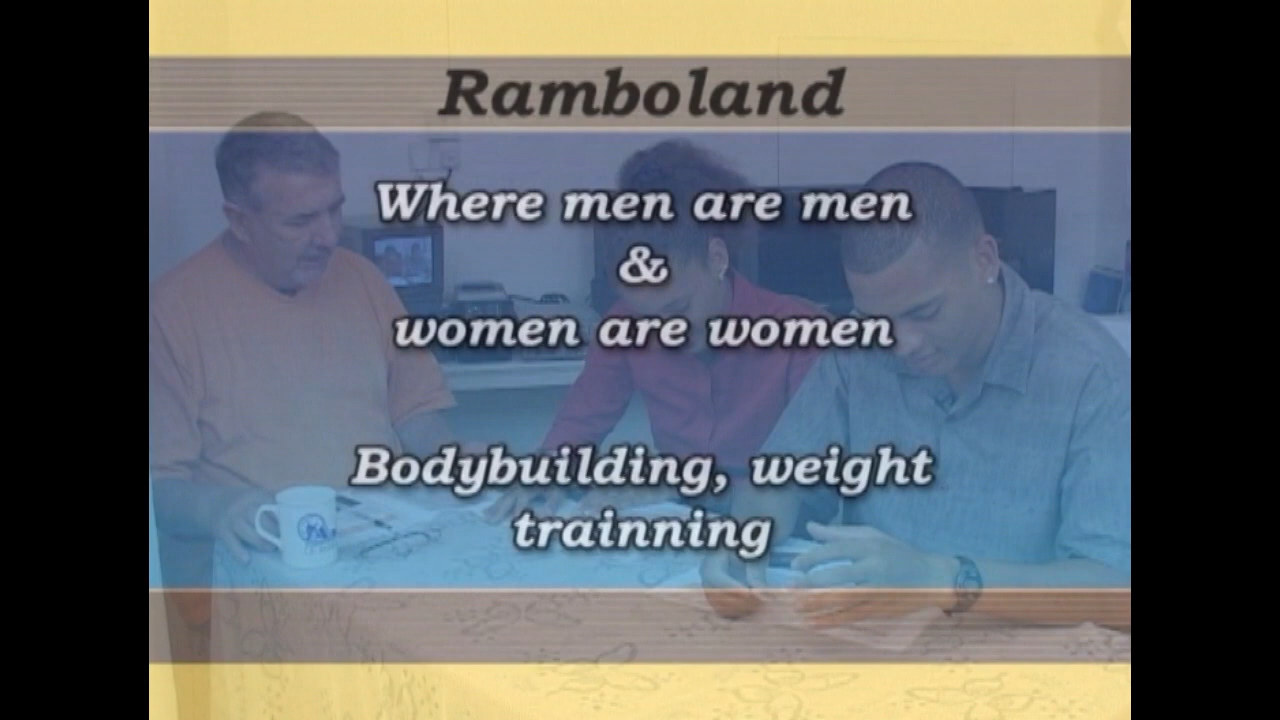 Ramboland
Where men are men
&
women are women
Bodybuilding, weight
trainning